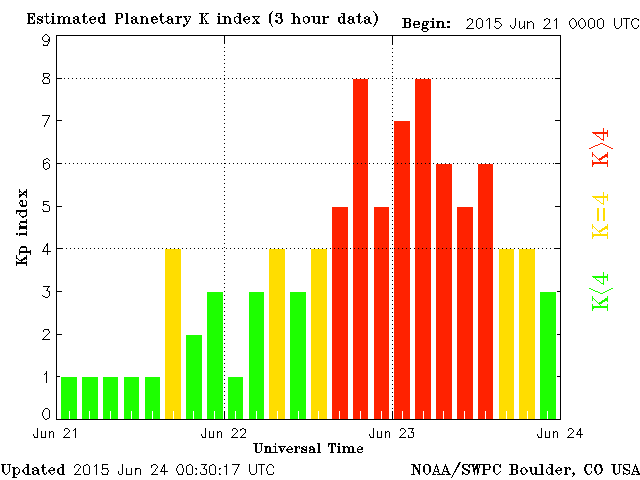 Estimated Planetary K index (3 hour data)
Begin: 2015 Jun 21 0000 UTC
9
8
7
6
5
4
3
2
1
0
Kp index
K>4
K=4
K<4
Jun 21
Jun 22
Jun 23
Jun 24
Universal Time
Updated 2015 Jun 24 00:30:17 UTC
NOAA/SWPC Boulder, CO USA